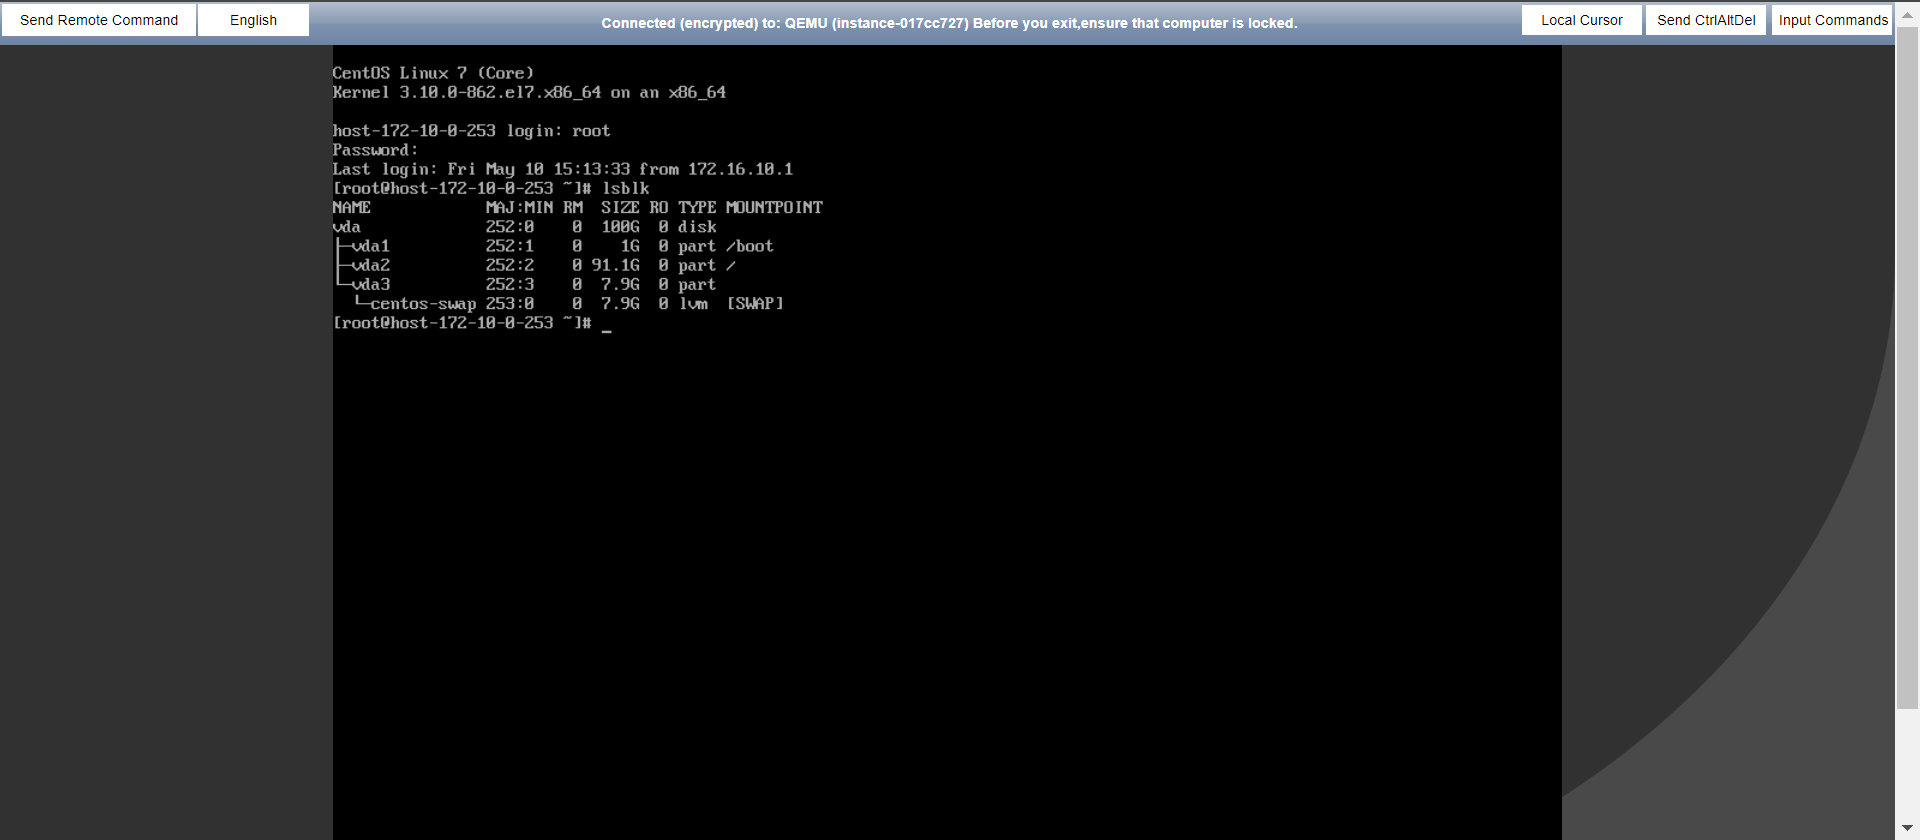 Send Remote Command English Connected (encrypted) to: QEMU (instance-017cc727) Before you exit,ensure that computer is locked. Local Cursor Send CtrlAltDel Input Commands
CentOS Linux 7 (Core)
Kernel 3.10.0-862.el7.x86_64 on an x86_64
host-172-10-0-253 login: root
Password:
Last login: Fri May 10 15:13:33 from 172.16.10.1
[root@host-172-10-0-253 ~]# lsblk
NAME            MAJ:MIN RM  SIZE RO TYPE MOUNTPOINT
vda             252:0    0  100G  0 disk
├─vda1          252:1    0    1G  0 part /boot
├─vda2          252:2    0 91.1G  0 part /
└─vda3          252:3    0  7.9G  0 part
  └─centos-swap 253:0    0  7.9G  0 lvm  [SWAP]
[root@host-172-10-0-253 ~]# _